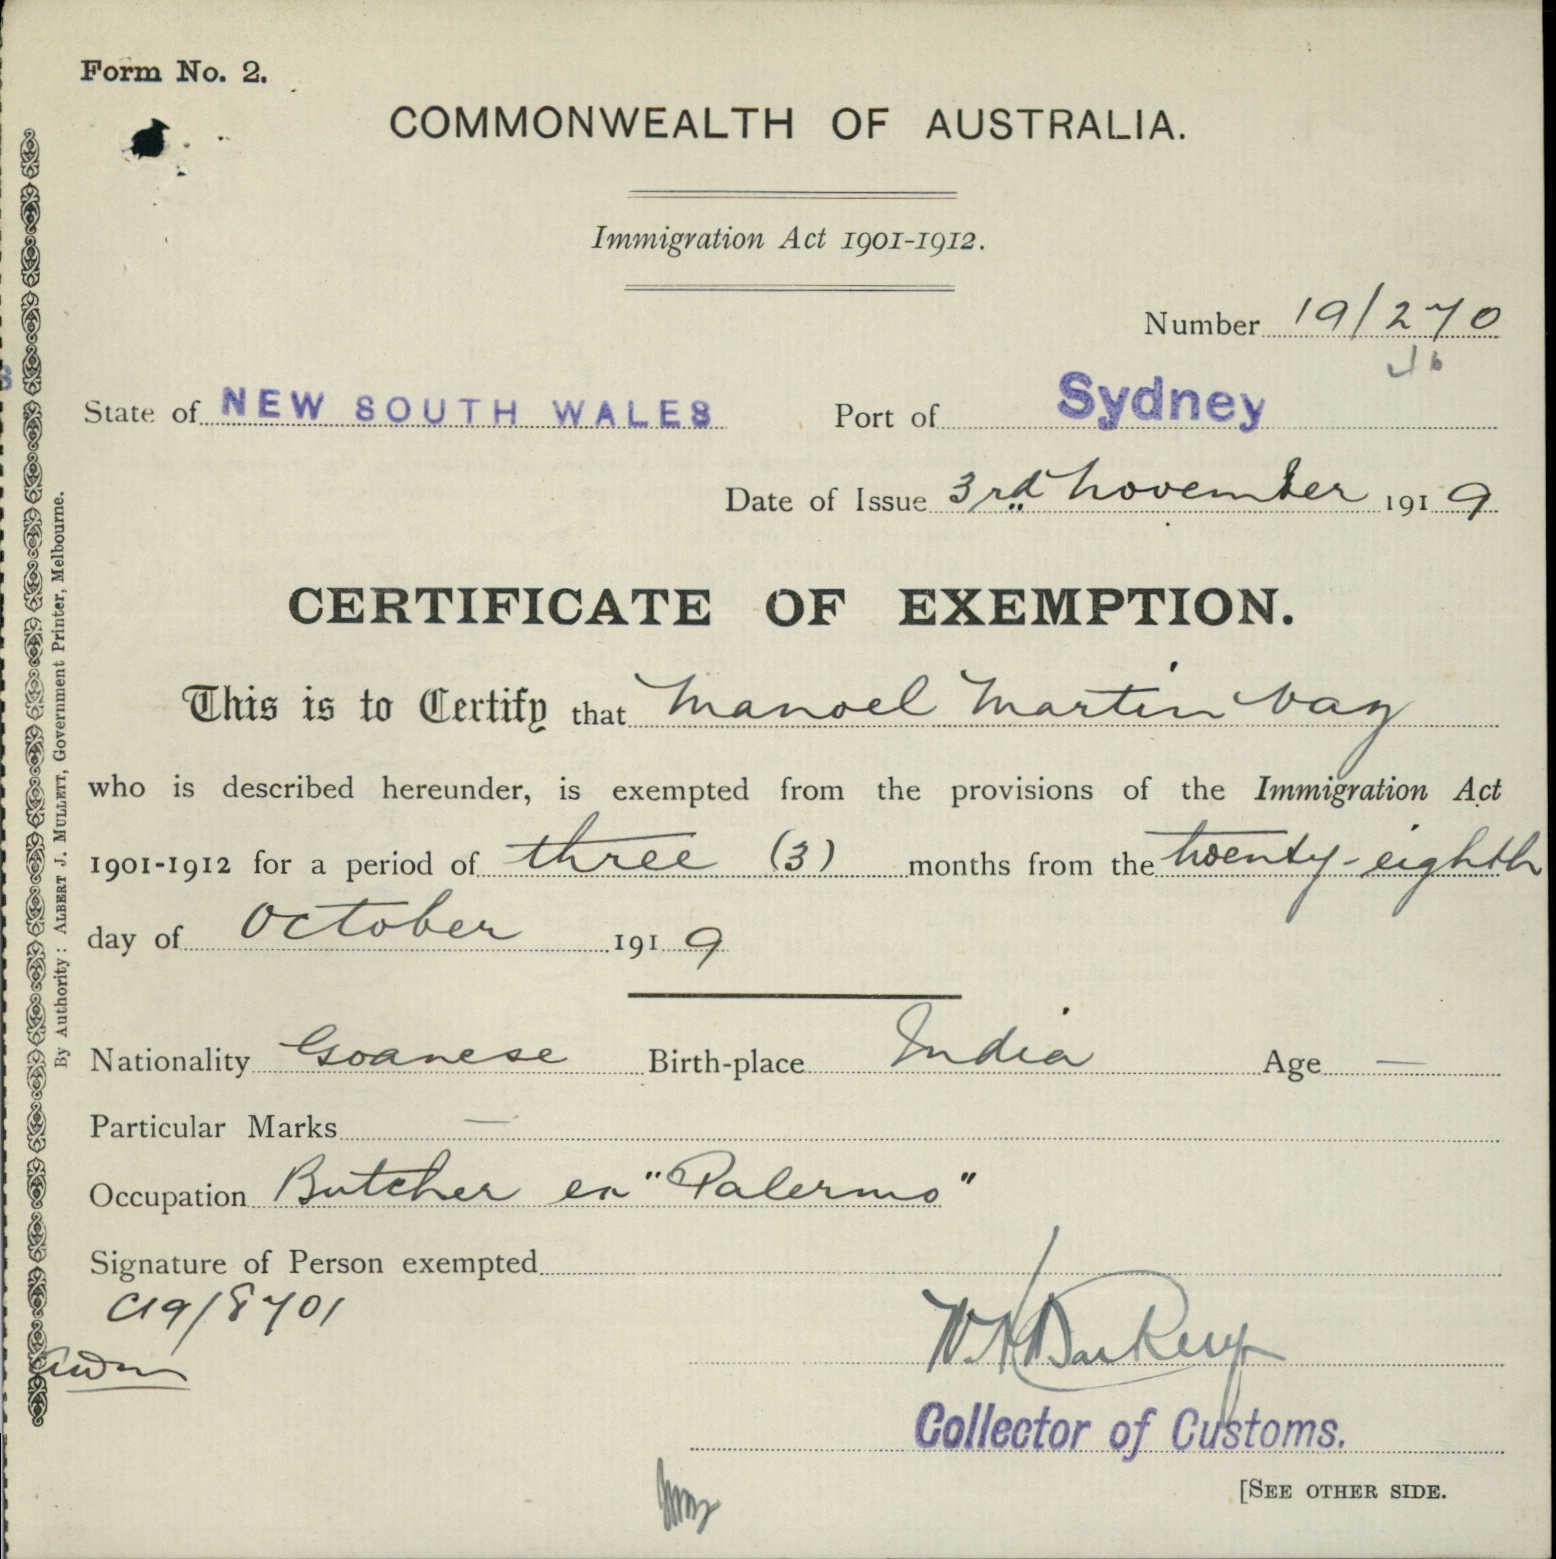 Form No. 2.
COMMONWEALTH OF AUSTRALIA.
Immigration Act 1901-1912.
Number 19/270
State of NEW SOUTH WALES Port of Sydney
Date of Issue 3rd November 1919
CERTIFICATE OF EXEMPTION.
This is to Certify that Manoel Martin Vaz
who is described hereunder, is exempted from the provisions of the Immigration Act
1901-1912 for a period of three (3) months from the twenty-eighth
day of October 1919
Nationality Goanese Birth-place India Age —
Particular Marks —
Occupation Butcher ex "Palermo"
Signature of Person exempted
C19/8701
Collector of Customs.
[SEE OTHER SIDE.
By Authority: ALBERT J. MULLETT, Government Printer, Melbourne.